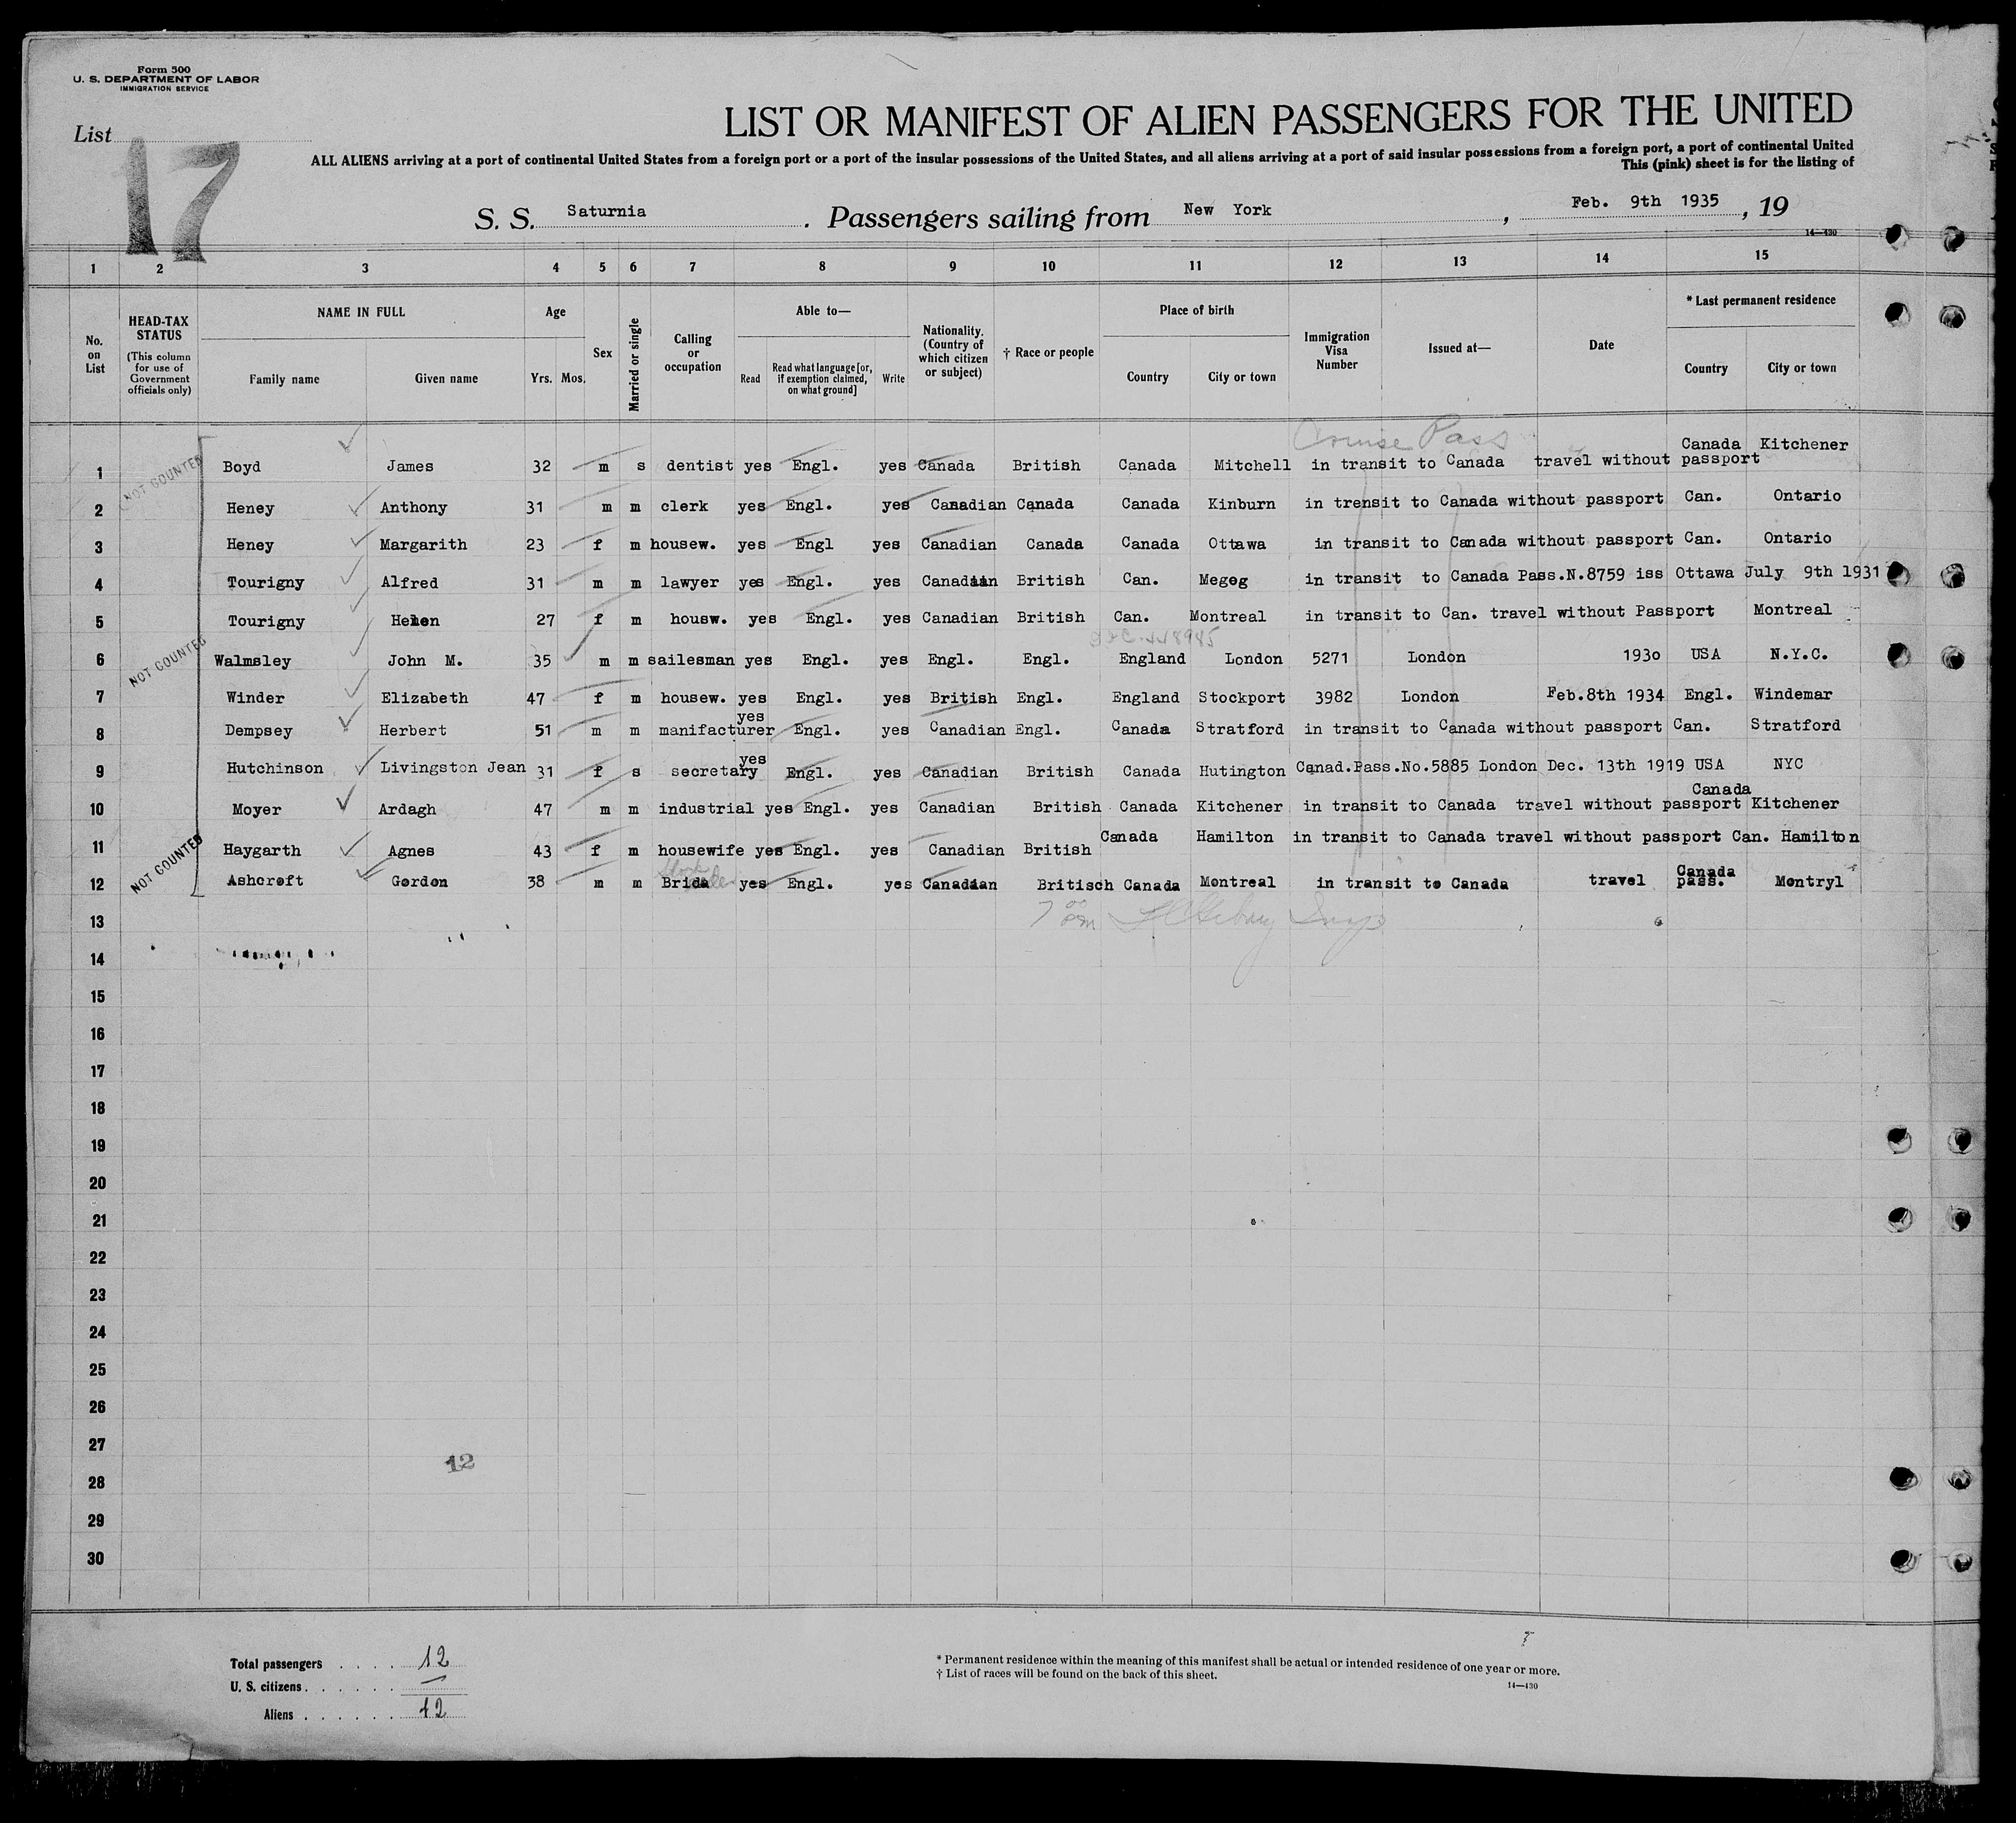 Form 500
U. S. DEPARTMENT OF LABOR
IMMIGRATION SERVICE
List
17
LIST OR MANIFEST OF ALIEN PASSENGERS FOR THE UNITED
ALL ALIENS arriving at a port of continental United States from a foreign port or a port of the insular possessions of the United States, and all aliens arriving at a port of said insular possessions from a foreign port, a port of continental United
This (pink) sheet is for the listing of
S. S. Saturnia . Passengers sailing from New York , Feb. 9th 1935 , 19
14—430
1 2 3 4 5 6 7 8 9 10 11 12 13 14 15
No. on List
HEAD-TAX STATUS
(This column for use of Government officials only)
NAME IN FULL
Family name Given name
Age
Yrs. Mos.
Sex
Married or single
Calling or occupation
Able to—
Read Read what language [or, if exemption claimed, on what ground] Write
Nationality. (Country of which citizen or subject)
† Race or people
Place of birth
Country City or town
Immigration Visa Number
Issued at—
Date
* Last permanent residence
Country City or town
Cruise Pass
NOT COUNTED
1 Boyd James 32 m s dentist yes Engl. yes Canada British Canada Mitchell in transit to Canada travel without passport Canada Kitchener
2 Heney Anthony 31 m m clerk yes Engl. yes Canadian Canada Canada Kinburn in trensit to Canada without passport Can. Ontario
3 Heney Margarith 23 f m housew. yes Engl yes Canadian Canada Canada Ottawa in transit to Canada without passport Can. Ontario
4 Tourigny Alfred 31 m m lawyer yes Engl. yes Canadian British Can. Megeg in transit to Canada Pass.N.8759 iss Ottawa July 9th 1931
5 Tourigny Helen 27 f m housw. yes Engl. yes Canadian British Can. Montreal in transit to Can. travel without Passport Montreal
NOT COUNTED
6 Walmsley John M. 35 m m sailesman yes Engl. yes Engl. Engl. England London 5271 London 1930 USA N.Y.C.
7 Winder Elizabeth 47 f m housew. yes Engl. yes British Engl. England Stockport 3982 London Feb.8th 1934 Engl. Windemar
8 Dempsey Herbert 51 m m manifacturer yes Engl. yes Canadian Engl. Canada Stratford in transit to Canada without passport Can. Stratford
9 Hutchinson Livingston Jean 31 f s secretary yes Engl. yes Canadian British Canada Hutington Canad.Pass.No.5885 London Dec. 13th 1919 USA NYC
10 Moyer Ardagh 47 m m industrial yes Engl. yes Canadian British Canada Kitchener in transit to Canada travel without passport Canada Kitchener
NOT COUNTED
11 Haygarth Agnes 43 f m housewife yes Engl. yes Canadian British Canada Hamilton in transit to Canada travel without passport Can. Hamilton
12 Ashcroft Gordon 38 m m yes Engl. yes Canadian Britisch Canada Montreal in transit to Canada travel pass. Canada Montryl
13
14
15
16
17
18
19
20
21
22
23
24
25
26
27
12
28
29
30
Total passengers . . . . 12
U. S. citizens . . . . . . —
Aliens . . . . . . 12
* Permanent residence within the meaning of this manifest shall be actual or intended residence of one year or more.
† List of races will be found on the back of this sheet.
14—430